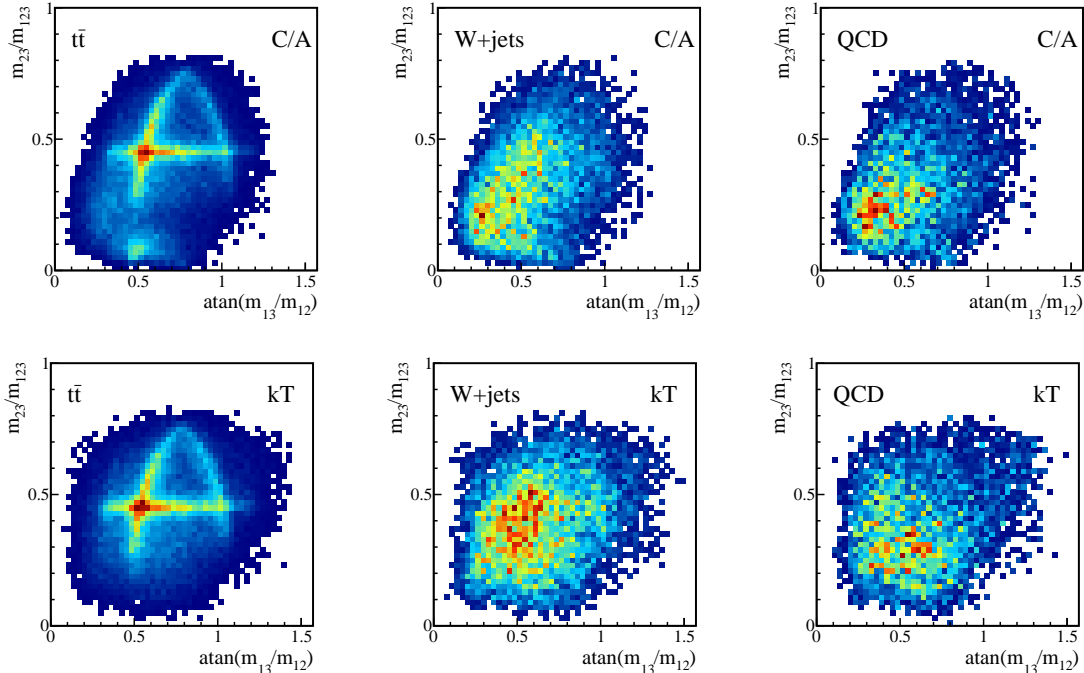 m₂₃/m₁₂₃
1
tt̄
C/A
0.5
0
0
0.5
1
1.5
atan(m₁₃/m₁₂)
m₂₃/m₁₂₃
1
W+jets
C/A
0.5
0
0
0.5
1
1.5
atan(m₁₃/m₁₂)
m₂₃/m₁₂₃
1
QCD
C/A
0.5
0
0
0.5
1
1.5
atan(m₁₃/m₁₂)
m₂₃/m₁₂₃
1
tt̄
kT
0.5
0
0
0.5
1
1.5
atan(m₁₃/m₁₂)
m₂₃/m₁₂₃
1
W+jets
kT
0.5
0
0
0.5
1
1.5
atan(m₁₃/m₁₂)
m₂₃/m₁₂₃
1
QCD
kT
0.5
0
0
0.5
1
1.5
atan(m₁₃/m₁₂)